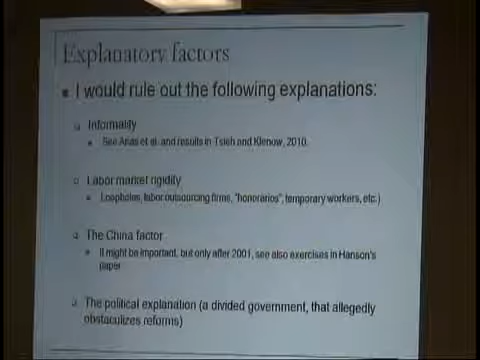 Explanatory factors
I would rule out the following explanations:
Informality
See Arias et al. and results in Tsieh and Klenow, 2010.
Labor market rigidity
Loopholes, labor outsourcing firms, "honorarios", temporary workers, etc.)
The China factor
It might be important, but only after 2001, see also exercises in Hanson's
paper
The political explanation (a divided government, that allegedly
obstaculizes reforms)